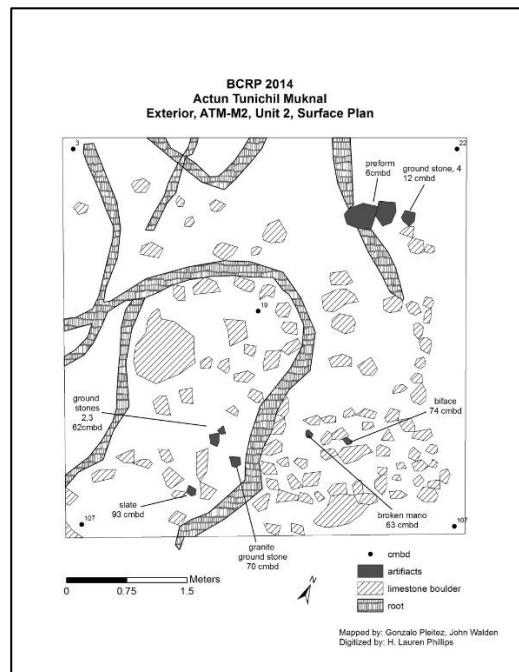 BCRP 2014
Actun Tunichil Muknal
Exterior, ATM-M2, Unit 2, Surface Plan
3
22
preform
6cmbd
ground stone, 4
12 cmbd
19
ground
stones
2,3
62cmbd
biface
74 cmbd
slate
93 cmbd
broken mano
63 cmbd
107
107
granite
ground stone
70 cmbd
cmbd
artifacts
limestone boulder
root
Meters
0
0.75
1.5
N
Mapped by: Gonzalo Pleitez, John Walden
Digitized by: H. Lauren Phillips